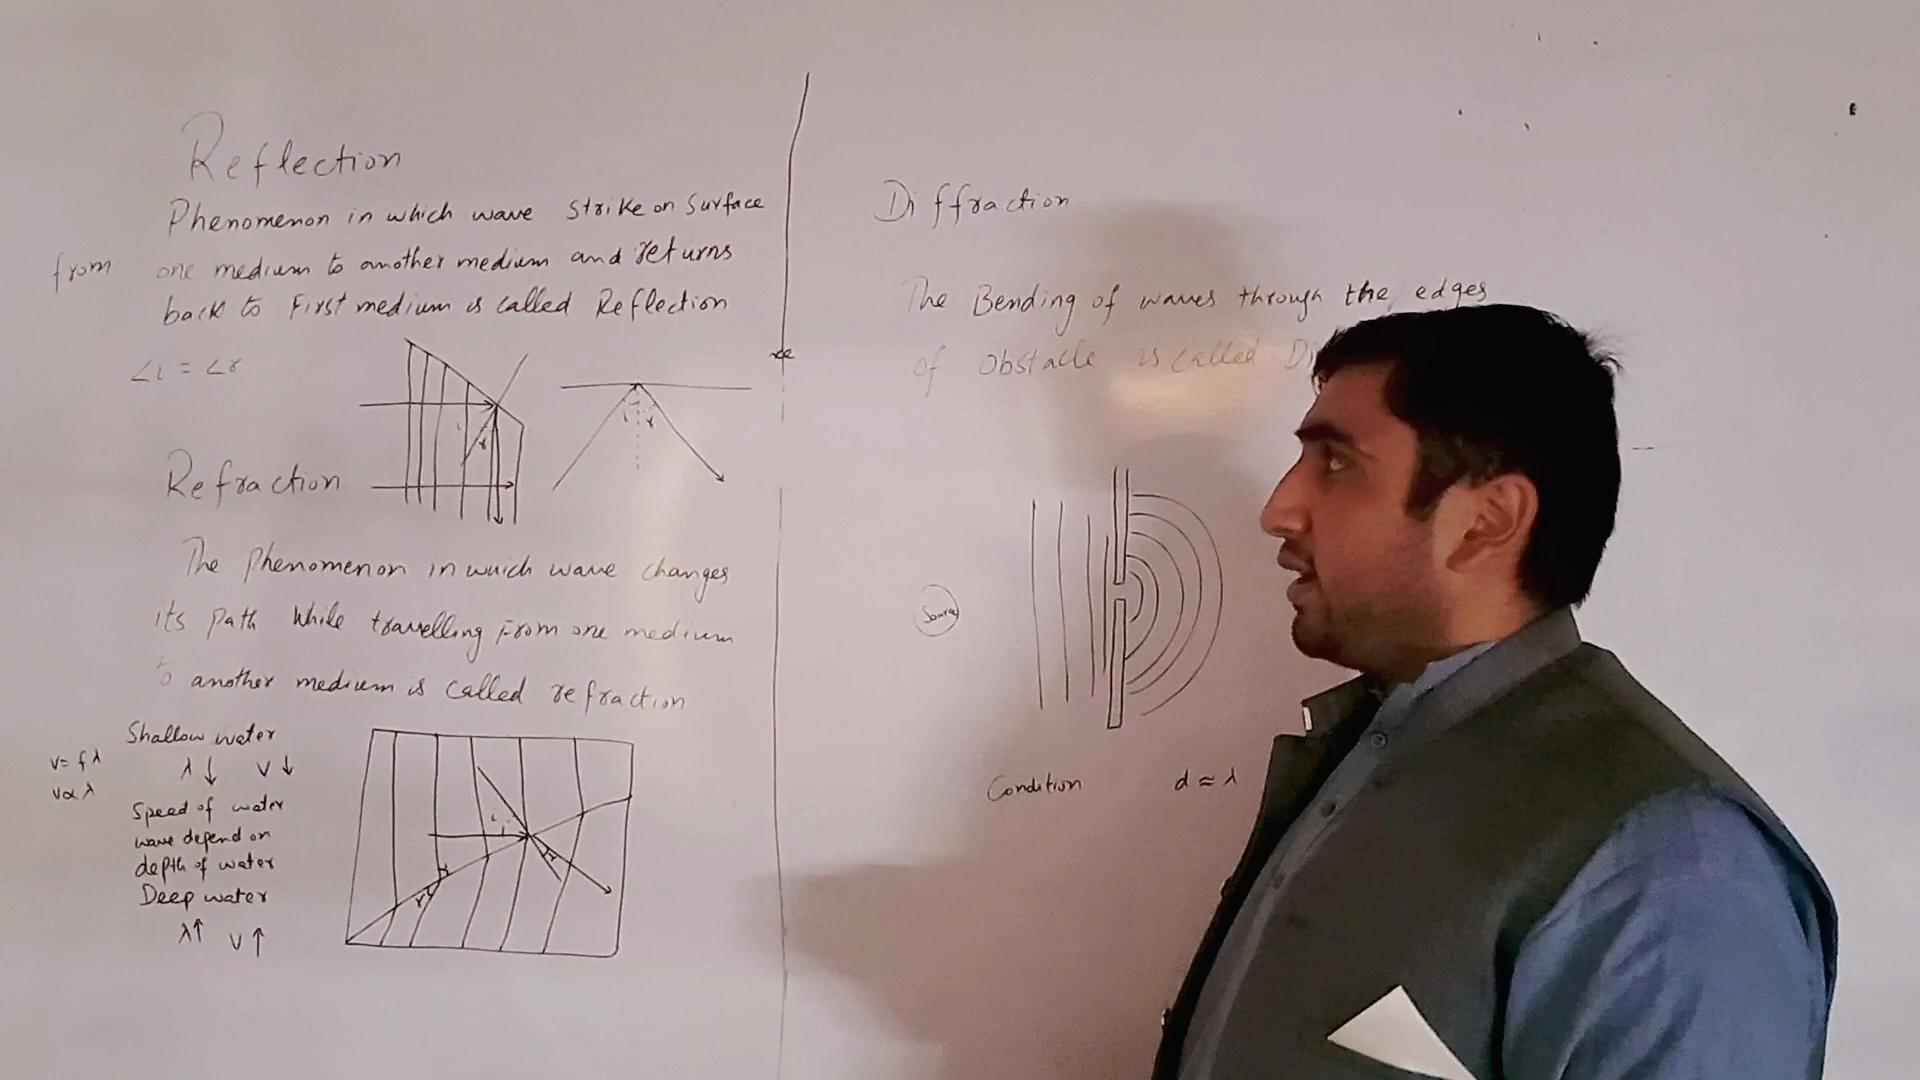 Reflection
Phenomenon in which wave strike on surface
from one medium to another medium and returns
back to First medium is called Reflection
∠i = ∠r
i r
i r
Refraction
The phenomenon in which wave changes
its path while travelling from one medium
to another medium is called refraction
Shallow water
v = fλ
λ↓ v↓
v∝λ
Speed of water
wave depend on
depth of water
Deep water
λ↑ v↑
i
r
Diffraction
The Bending of waves through the edges
of obstacle is called
Source
Condition d ≈ λ